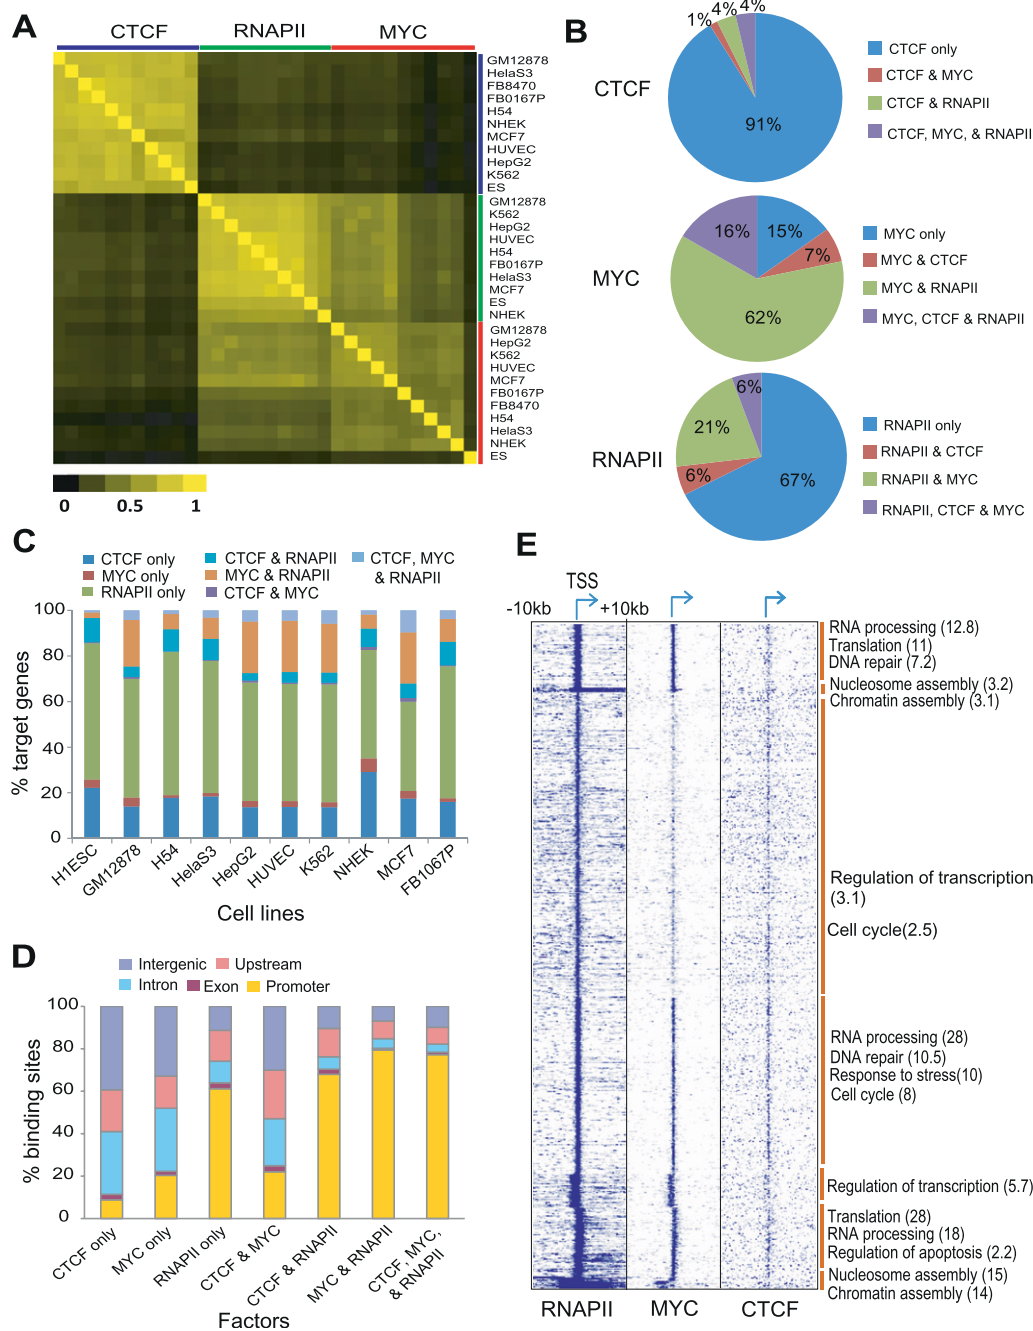 A
CTCF
RNAPII
MYC
GM12878
HelaS3
FB8470
FB0167P
H54
NHEK
MCF7
HUVEC
HepG2
K562
ES
GM12878
K562
HepG2
HUVEC
H54
FB0167P
HelaS3
MCF7
ES
NHEK
GM12878
HepG2
K562
HUVEC
MCF7
FB0167P
FB8470
H54
HelaS3
NHEK
ES
0 0.5 1
B
CTCF
1% 4% 4%
91%
CTCF only
CTCF & MYC
CTCF & RNAPII
CTCF, MYC, & RNAPII
MYC
16% 15%
7%
62%
MYC only
MYC & CTCF
MYC & RNAPII
MYC, CTCF & RNAPII
RNAPII
6%
21%
6%
67%
RNAPII only
RNAPII & CTCF
RNAPII & MYC
RNAPII, CTCF & MYC
C
CTCF only
MYC only
RNAPII only
CTCF & RNAPII
MYC & RNAPII
CTCF & MYC
CTCF, MYC
& RNAPII
% target genes
100
80
60
40
20
0
H1ESC
GM12878
H54
HelaS3
HepG2
HUVEC
K562
NHEK
MCF7
FB1067P
Cell lines
D
Intergenic
Upstream
Intron
Exon
Promoter
% binding sites
100
80
60
40
20
0
CTCF only
MYC only
RNAPII only
CTCF & MYC
CTCF & RNAPII
MYC & RNAPII
CTCF, MYC,
& RNAPII
Factors
E
TSS
-10kb +10kb
RNA processing (12.8)
Translation (11)
DNA repair (7.2)
Nucleosome assembly (3.2)
Chromatin assembly (3.1)
Regulation of transcription
(3.1)
Cell cycle(2.5)
RNA processing (28)
DNA repair (10.5)
Response to stress(10)
Cell cycle (8)
Regulation of transcription (5.7)
Translation (28)
RNA processing (18)
Regulation of apoptosis (2.2)
Nucleosome assembly (15)
Chromatin assembly (14)
RNAPII
MYC
CTCF